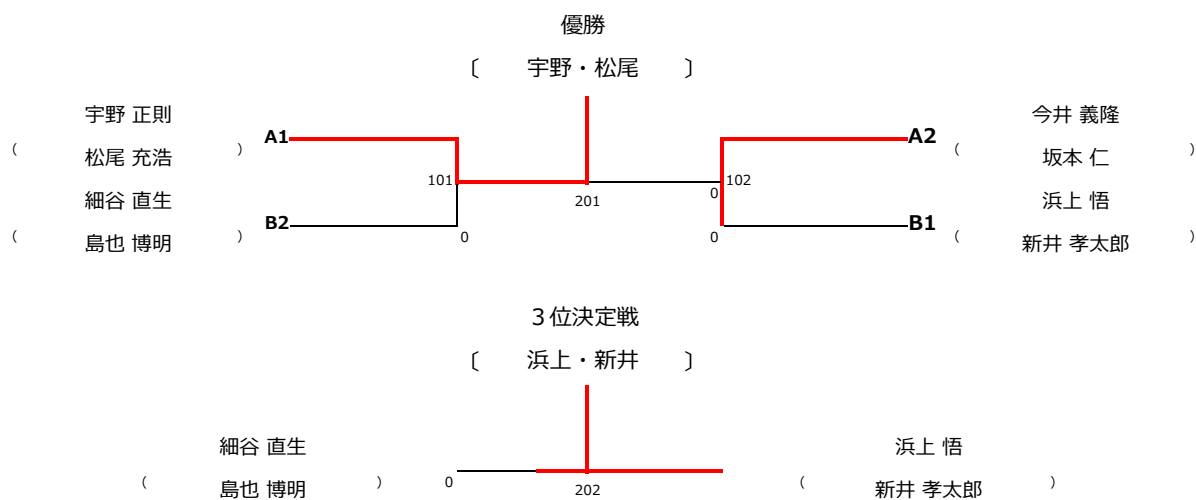 優勝
〔 宇野・松尾 〕
宇野 正則
( 松尾 充浩 ) A1
細谷 直生
( 島也 博明 ) B2
101
0
201
0
102
0
今井 義隆
A2 ( 坂本 仁 )
浜上 悟
B1 ( 新井 孝太郎 )
3位決定戦
〔 浜上・新井 〕
細谷 直生
( 島也 博明 )
0
202
浜上 悟
( 新井 孝太郎 )